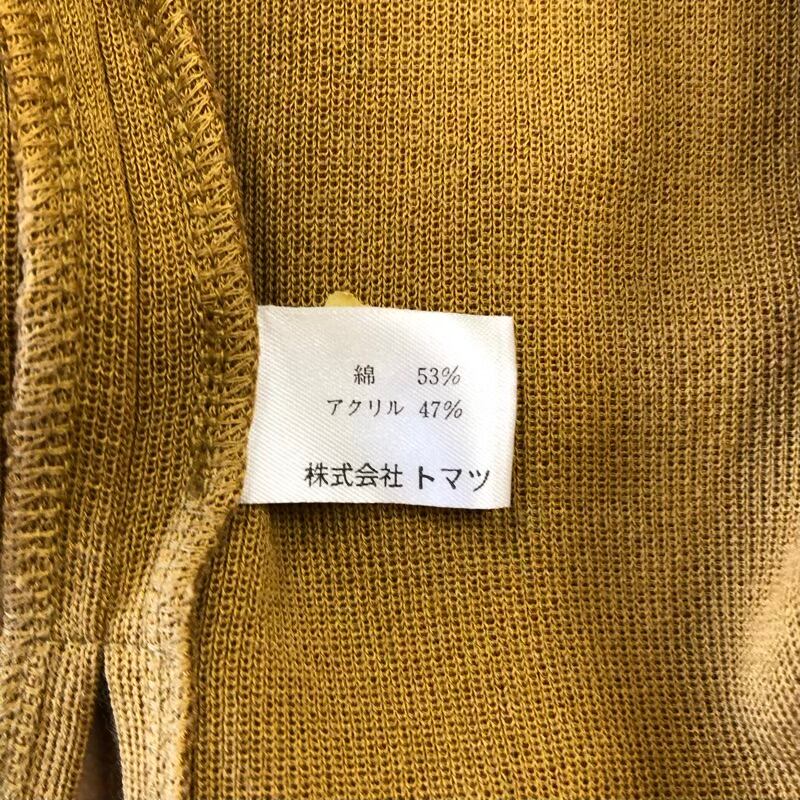 綿 53%
アクリル 47%
株式会社 トマツ